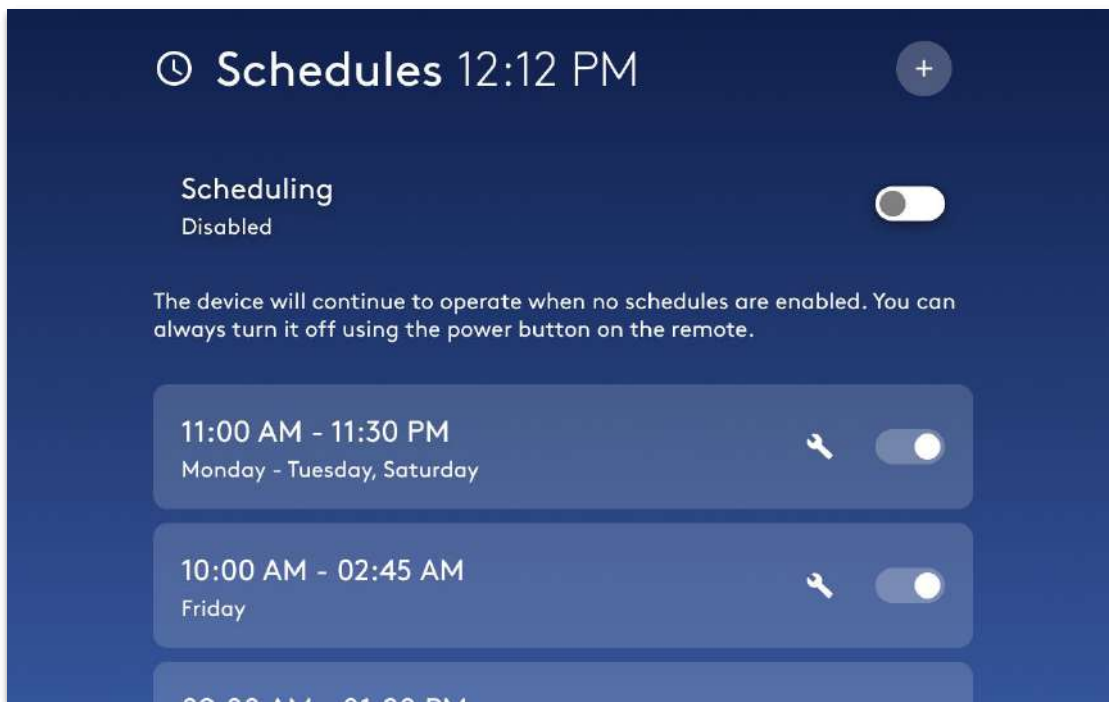 Schedules 12:12 PM
+
Scheduling
Disabled
The device will continue to operate when no schedules are enabled. You can
always turn it off using the power button on the remote.
11:00 AM - 11:30 PM
Monday - Tuesday, Saturday
10:00 AM - 02:45 AM
Friday